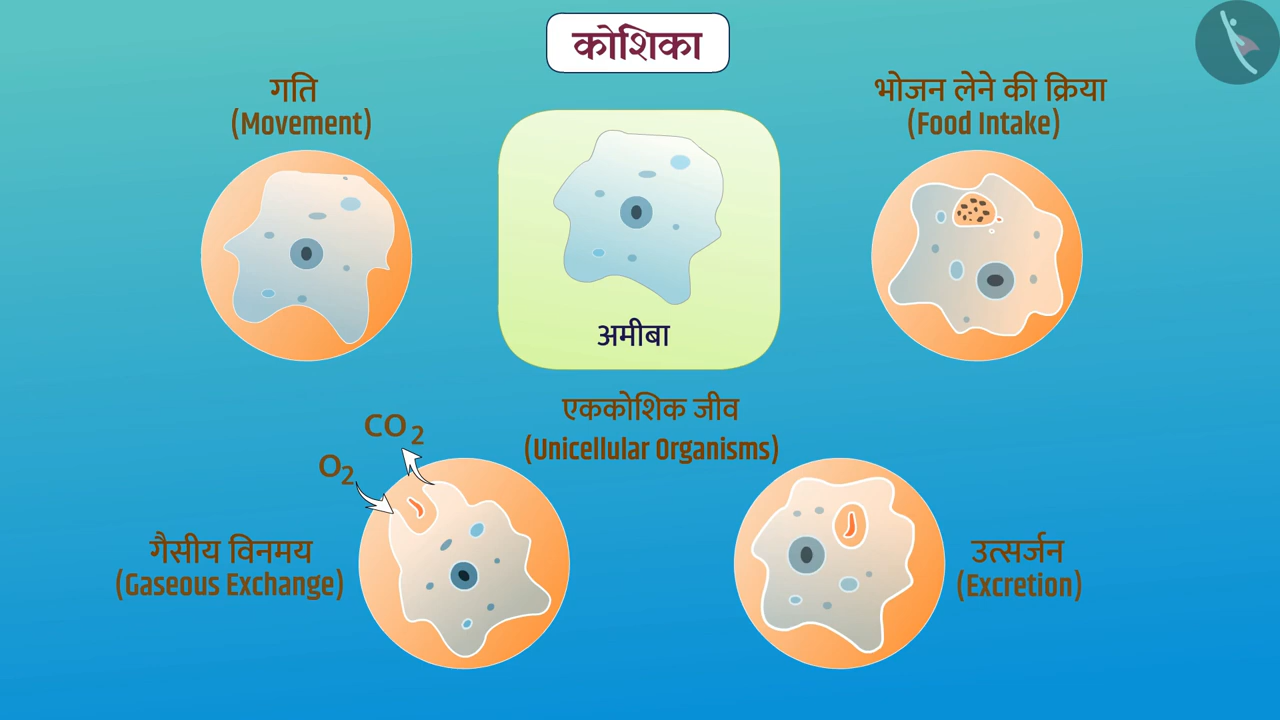 कोशिका
गति
(Movement)
भोजन लेने की क्रिया
(Food Intake)
अमीबा
एककोशिक जीव
(Unicellular Organisms)
CO2
O2
गैसीय विनमय
(Gaseous Exchange)
उत्सर्जन
(Excretion)